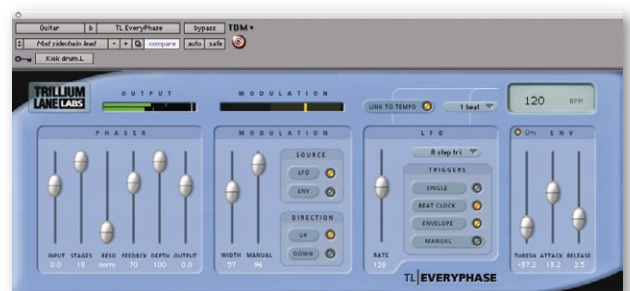 Guitar b TL EveryPhase bypass TDM
Mod sidechain lead - + compare auto safe
Kick drum.L
TRILLIUM LANE LABS
OUTPUT
MODULATION
LINK TO TEMPO
1 beat
120 BPM
PHASER
INPUT STAGES RESO FEEDBCK DEPTH OUTPUT
0.0 18 norm 70 100 0.0
MODULATION
SOURCE
LFO
ENV
DIRECTION
UP
DOWN
WIDTH MANUAL
57 96
LFO
8 step tri
TRIGGERS
SINGLE
BEAT CLOCK
ENVELOPE
MANUAL
RATE
128
ENV
THRESH ATTACK RELEASE
-37.2 13.2 2.5
TL|EVERYPHASE